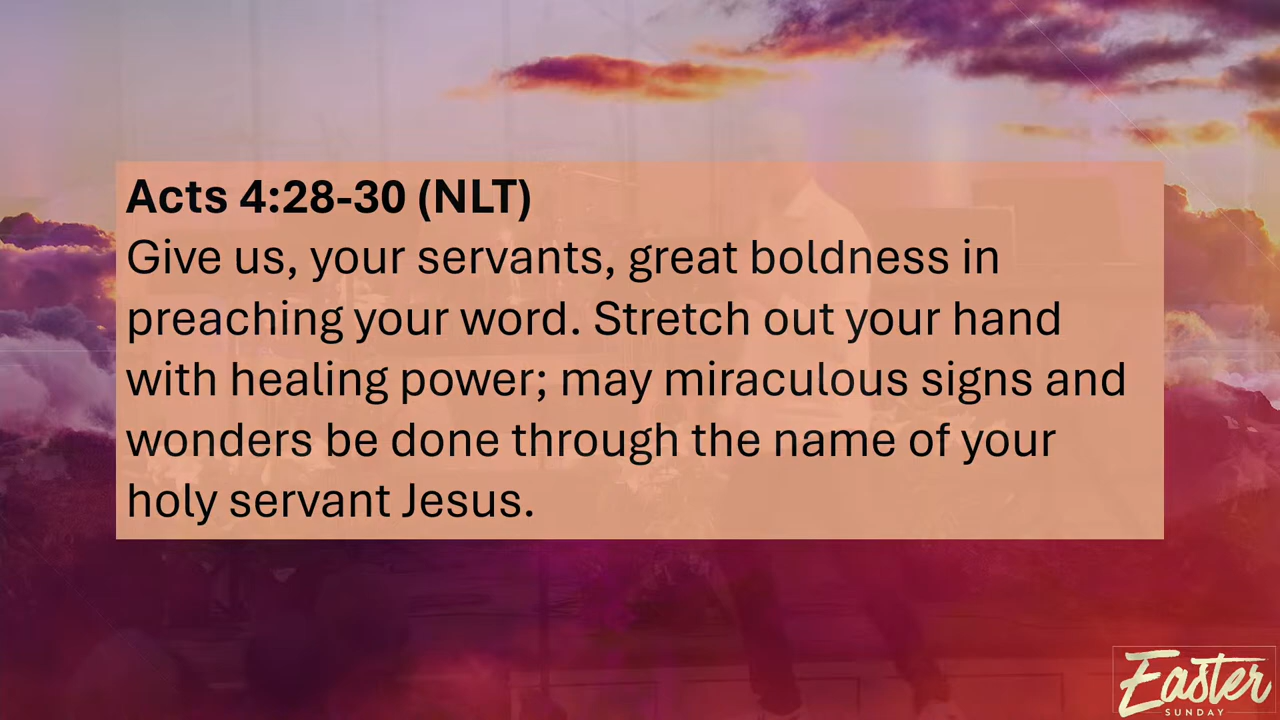 Acts 4:28-30 (NLT)
Give us, your servants, great boldness in
preaching your word. Stretch out your hand
with healing power; may miraculous signs and
wonders be done through the name of your
holy servant Jesus.
Easter
SUNDAY